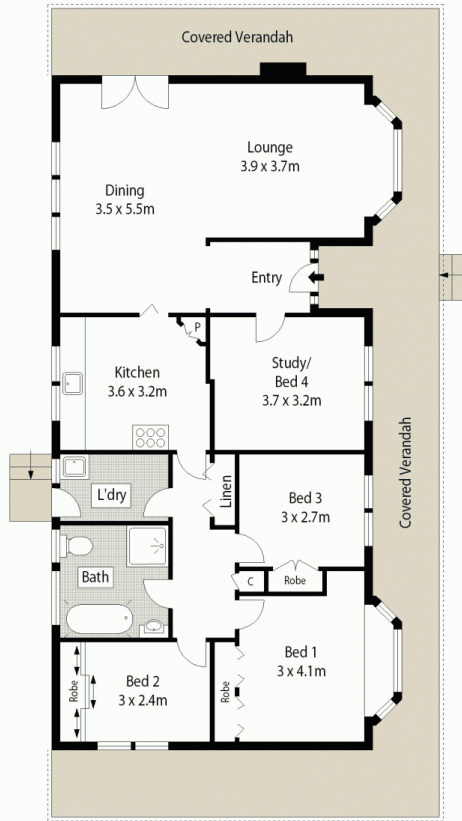 Covered Verandah
Lounge
3.9 x 3.7m
Dining
3.5 x 5.5m
Entry
P
Kitchen
3.6 x 3.2m
Study/
Bed 4
3.7 x 3.2m
Covered Verandah
L'dry
Linen
Bed 3
3 x 2.7m
Bath
C
Robe
Bed 1
3 x 4.1m
Robe
Bed 2
3 x 2.4m
Robe